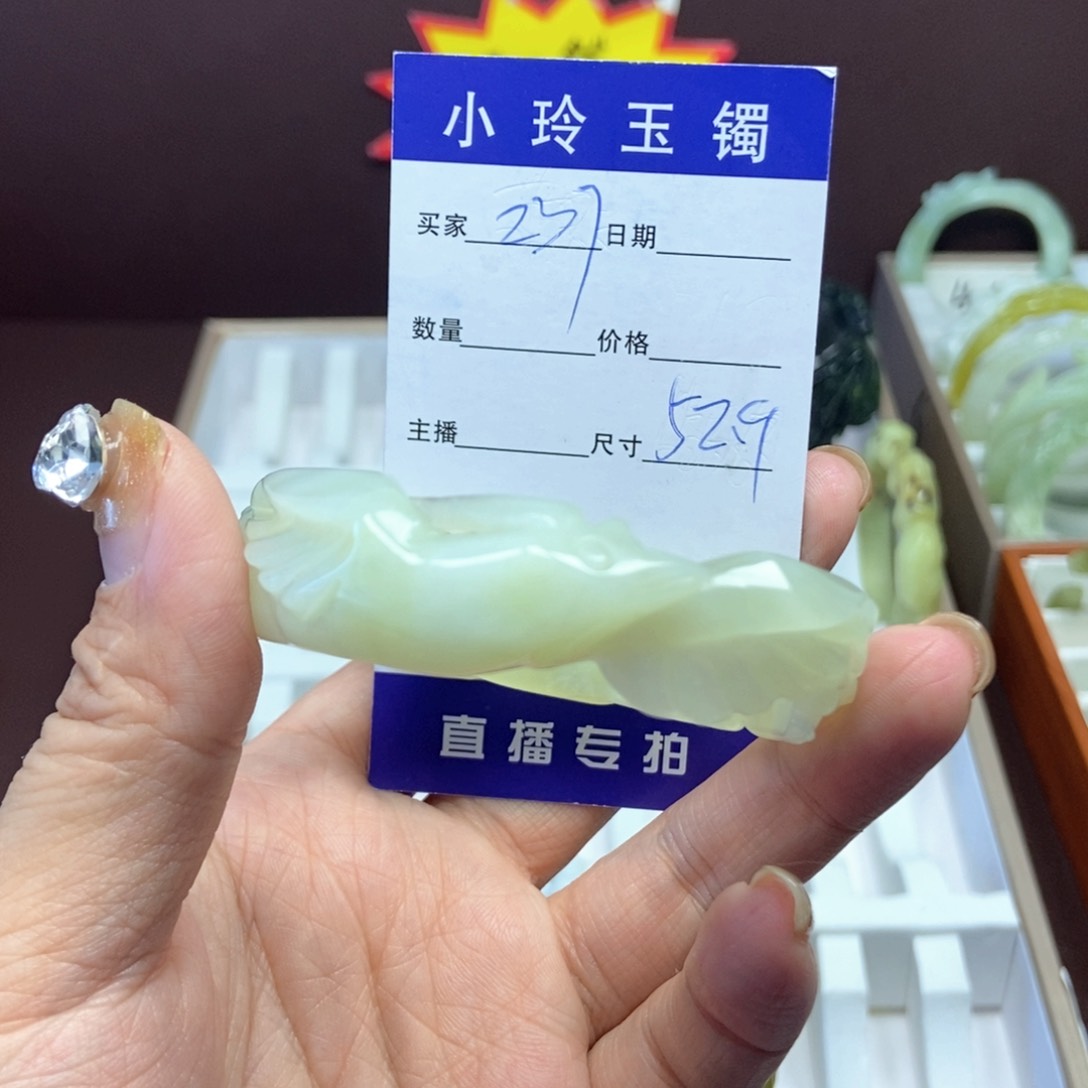 小玲玉镯
买家 257 日期
数量 价格
主播 尺寸 52.9
直播专拍